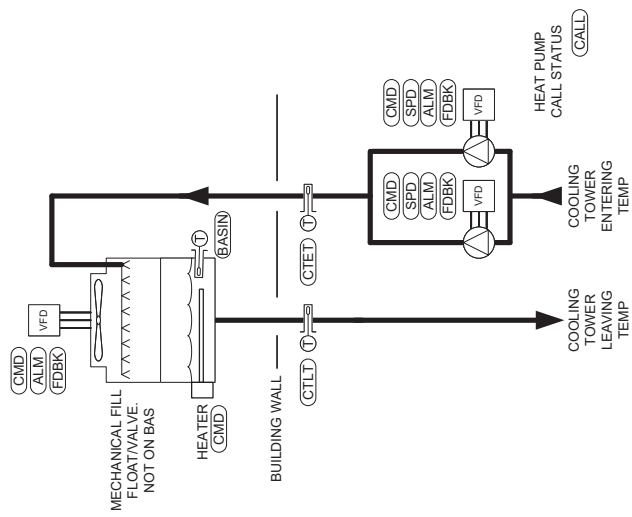 CMD
ALM
FDBK
VFD
MECHANICAL FILL
FLOAT/VALVE.
NOT ON BAS
HEATER
CMD
T
BASIN
BUILDING WALL
CTLT
T
CTET
T
CMD
SPD
ALM
FDBK
VFD
CMD
SPD
ALM
FDBK
VFD
COOLING
TOWER
LEAVING
TEMP
COOLING
TOWER
ENTERING
TEMP
HEAT PUMP
CALL STATUS
CALL